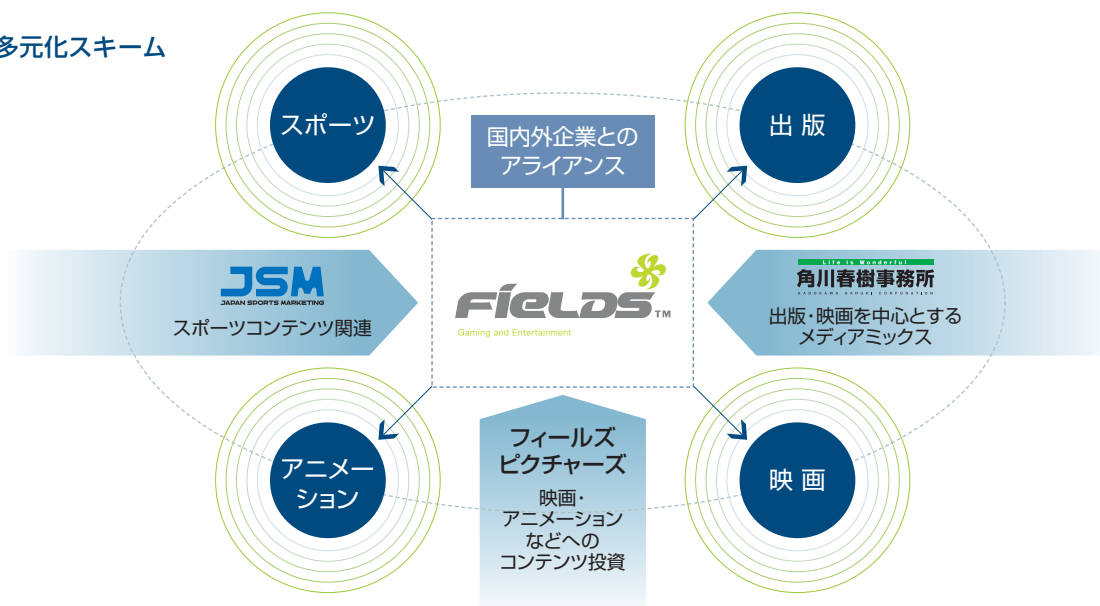 多元化スキーム
スポーツ
出 版
国内外企業との
アライアンス
JSM
JAPAN SPORTS MARKETING
スポーツコンテンツ関連
FIELDS TM
Gaming and Entertainment
Life is Wonderful
角川春樹事務所
KADOKAWA HARUKI CORPORATION
出版・映画を中心とする
メディアミックス
アニメー
ション
フィールズ
ピクチャーズ
映画・
アニメーション
などへの
コンテンツ投資
映 画